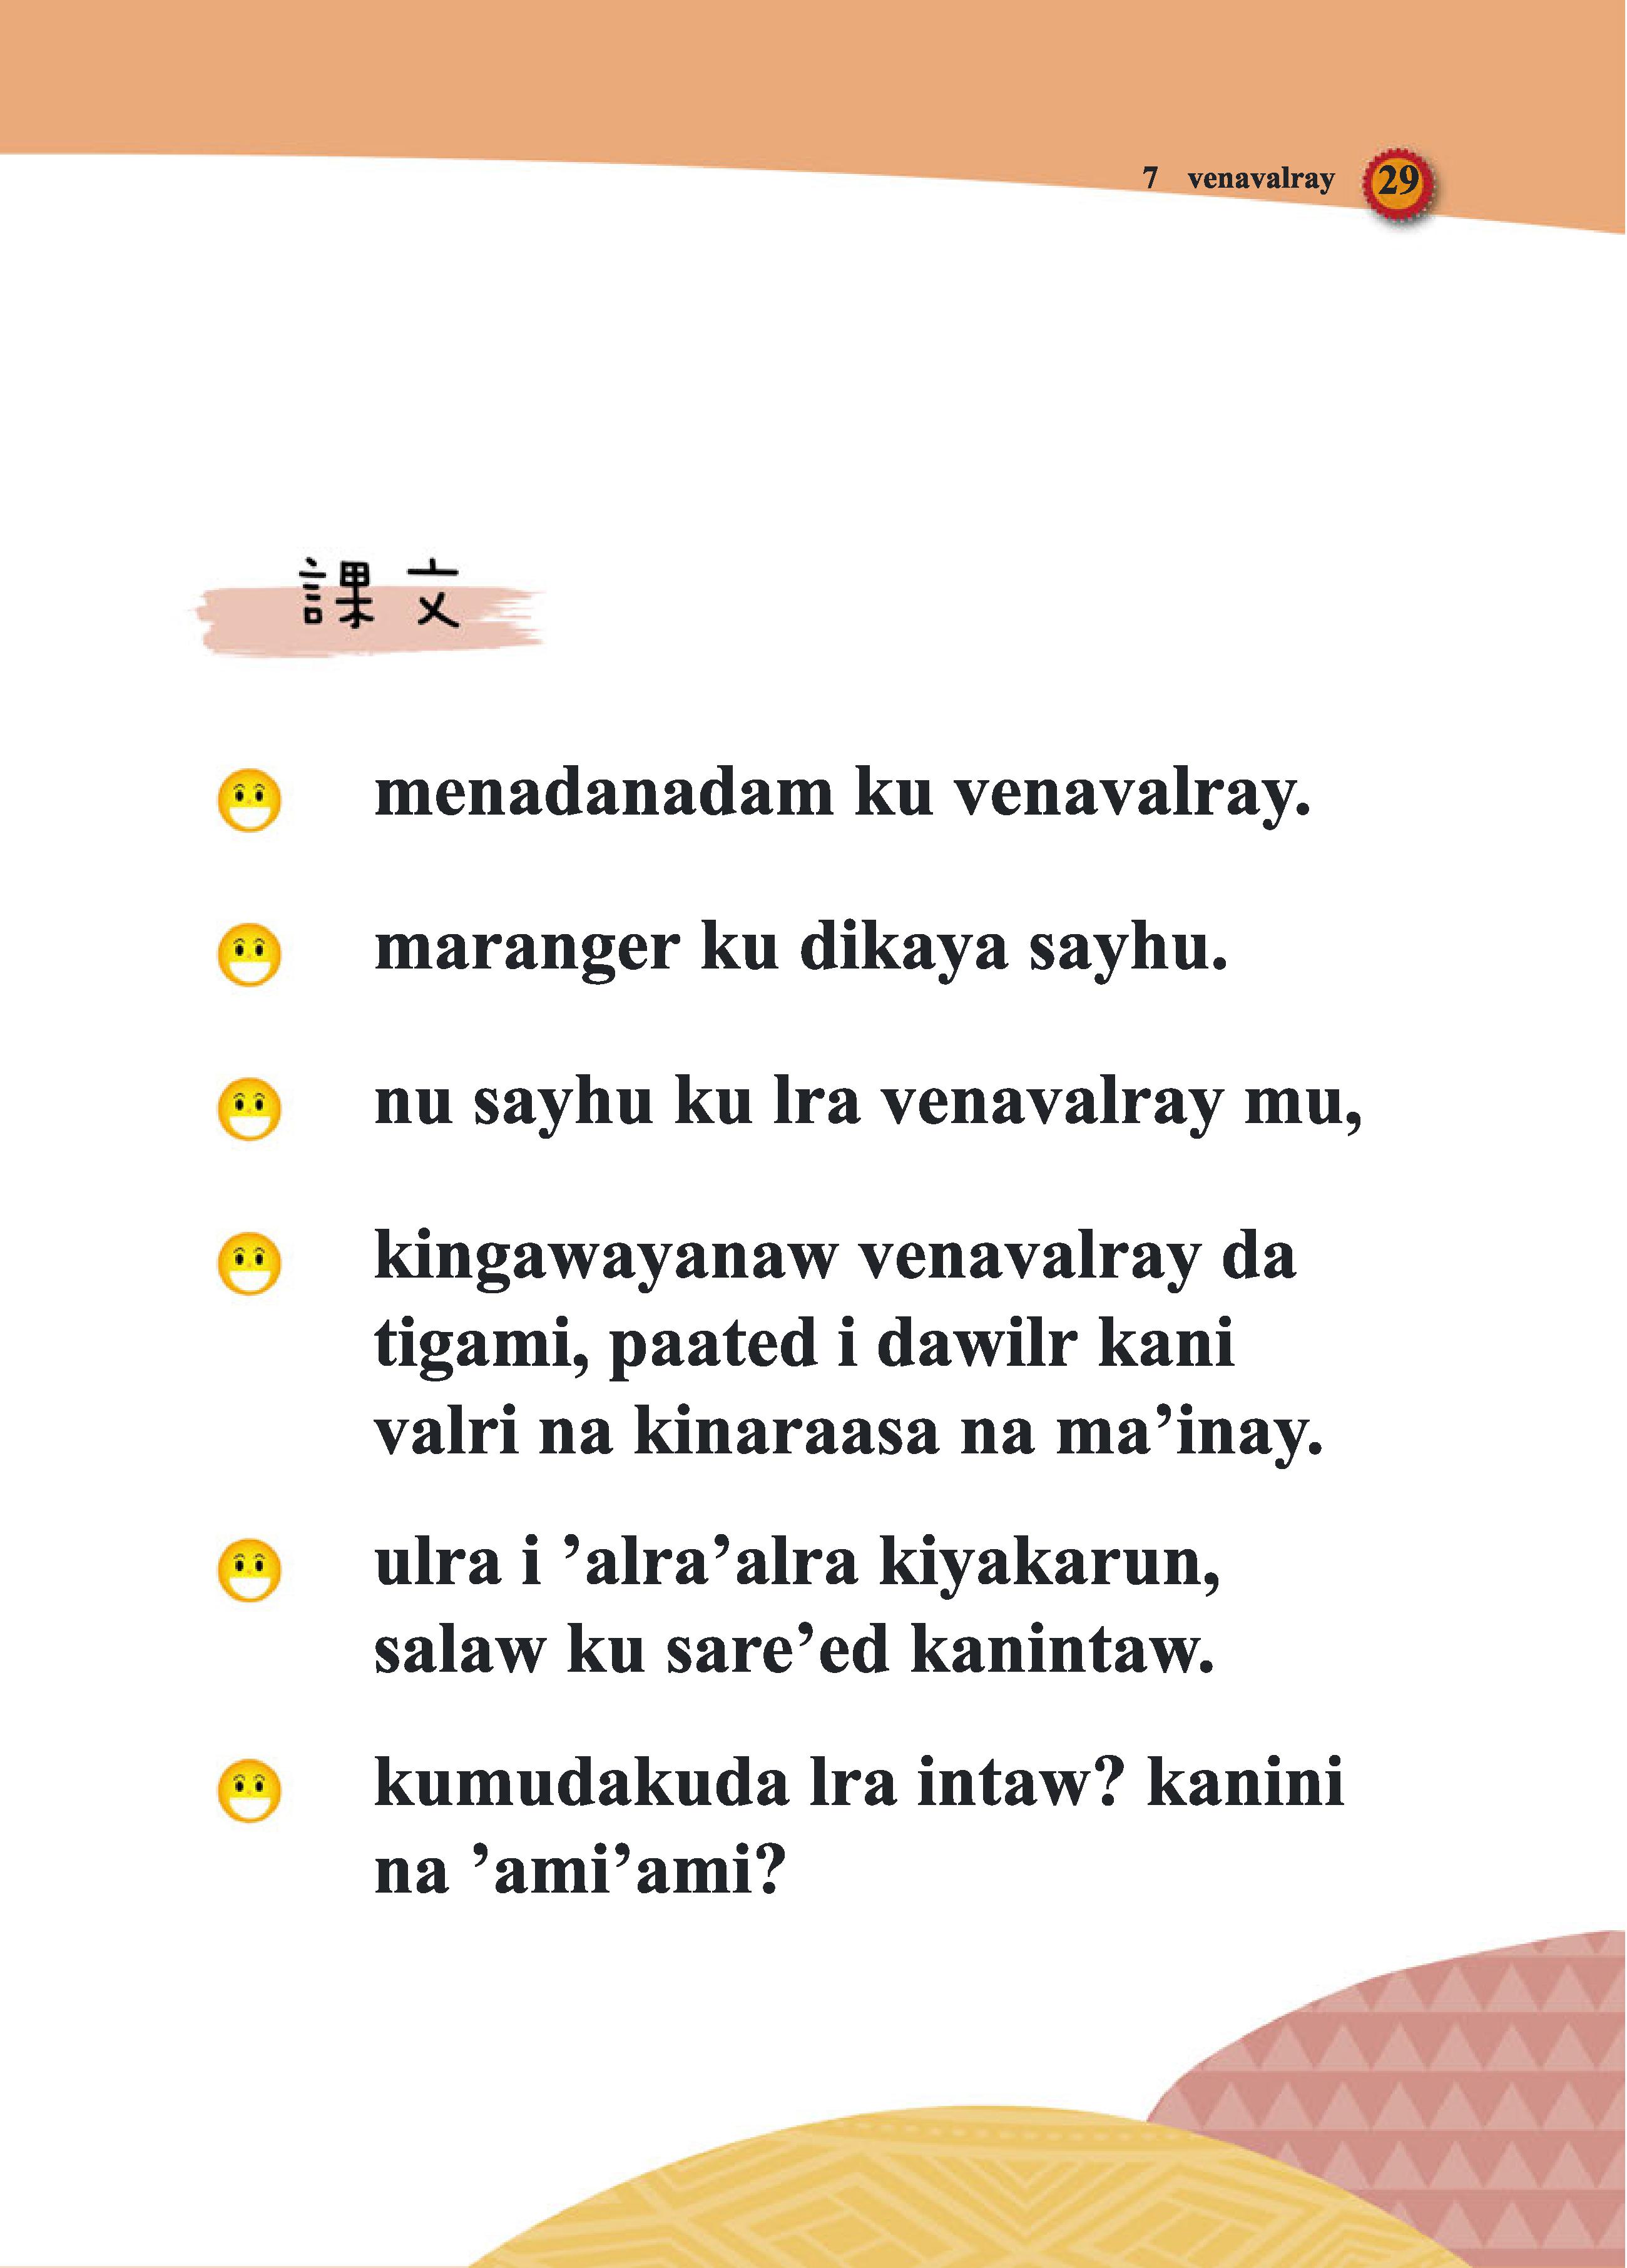 7 venavalray 29
課文
menadanadam ku venavalray.
maranger ku dikaya sayhu.
nu sayhu ku lra venavalray mu,
kingawayanaw venavalray da
tigami, paated i dawilr kani
valri na kinaraasa na ma’inay.
ulra i ’alra’alra kiyakarun,
salaw ku sare’ed kanintaw.
kumudakuda lra intaw? kanini
na ’ami’ami?